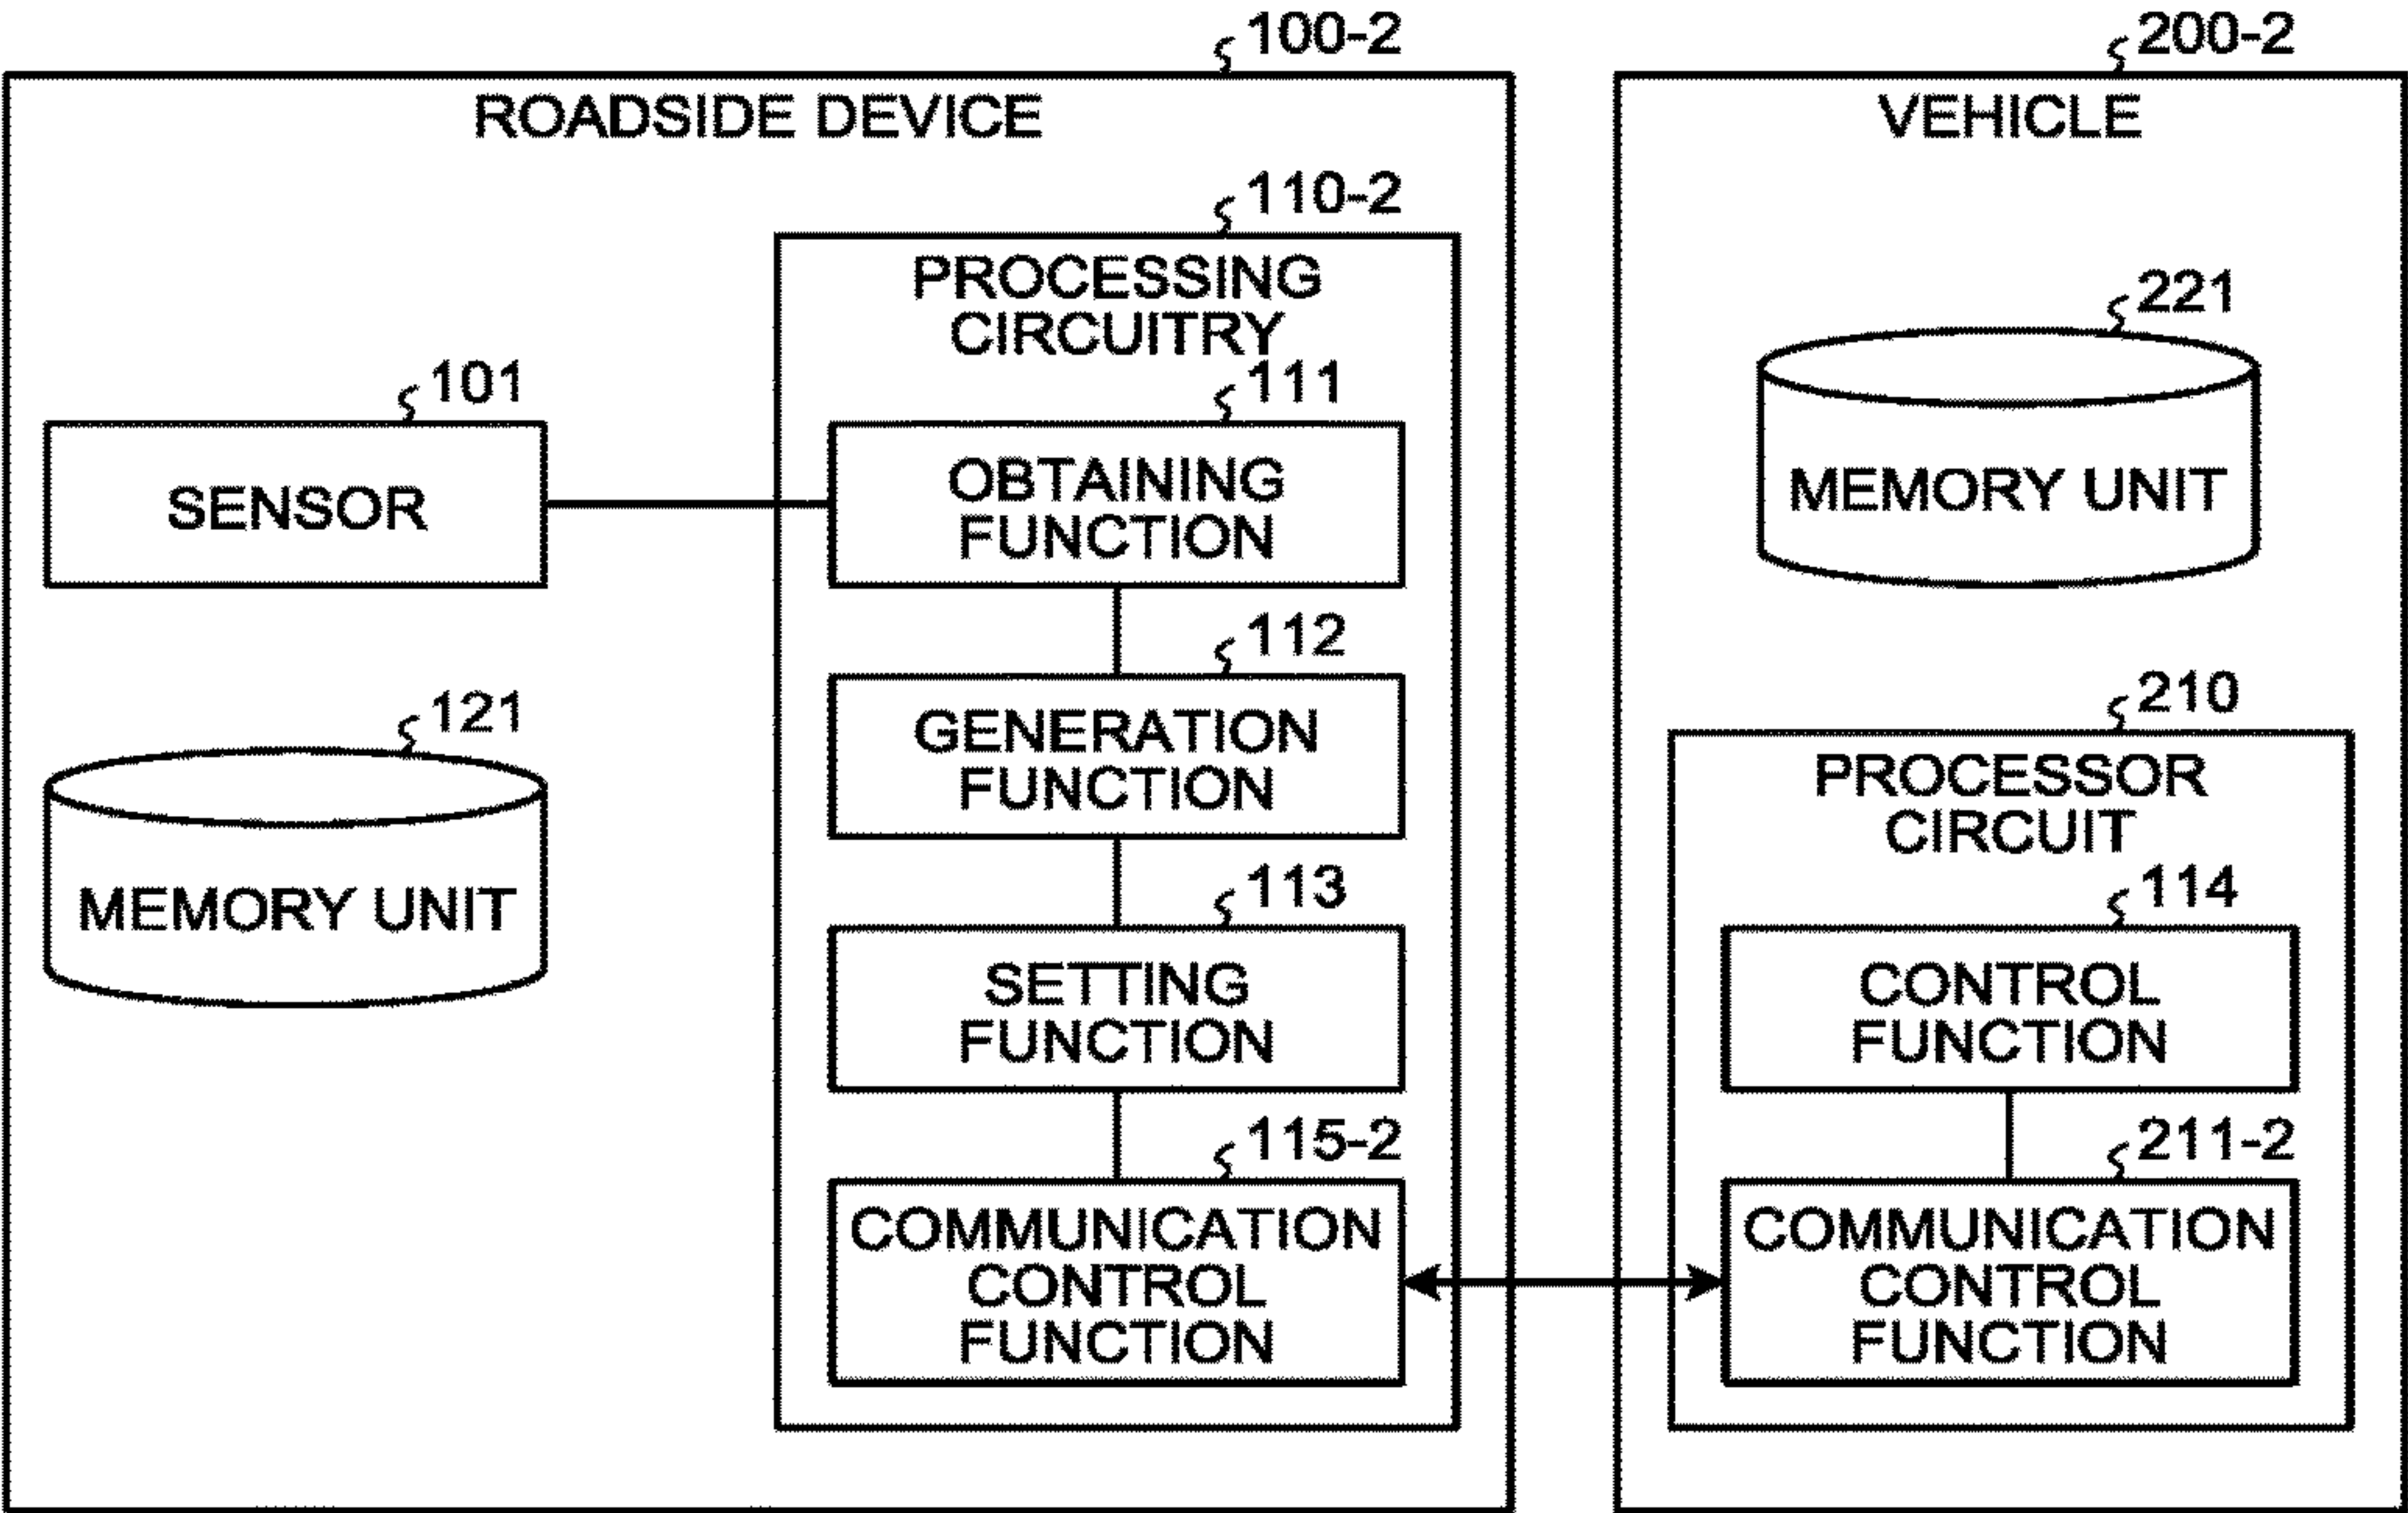 100-2
ROADSIDE DEVICE
110-2
PROCESSING
CIRCUITRY
101
SENSOR
111
OBTAINING
FUNCTION
112
GENERATION
FUNCTION
121
MEMORY UNIT
113
SETTING
FUNCTION
115-2
COMMUNICATION
CONTROL
FUNCTION
200-2
VEHICLE
221
MEMORY UNIT
210
PROCESSOR
CIRCUIT
114
CONTROL
FUNCTION
211-2
COMMUNICATION
CONTROL
FUNCTION